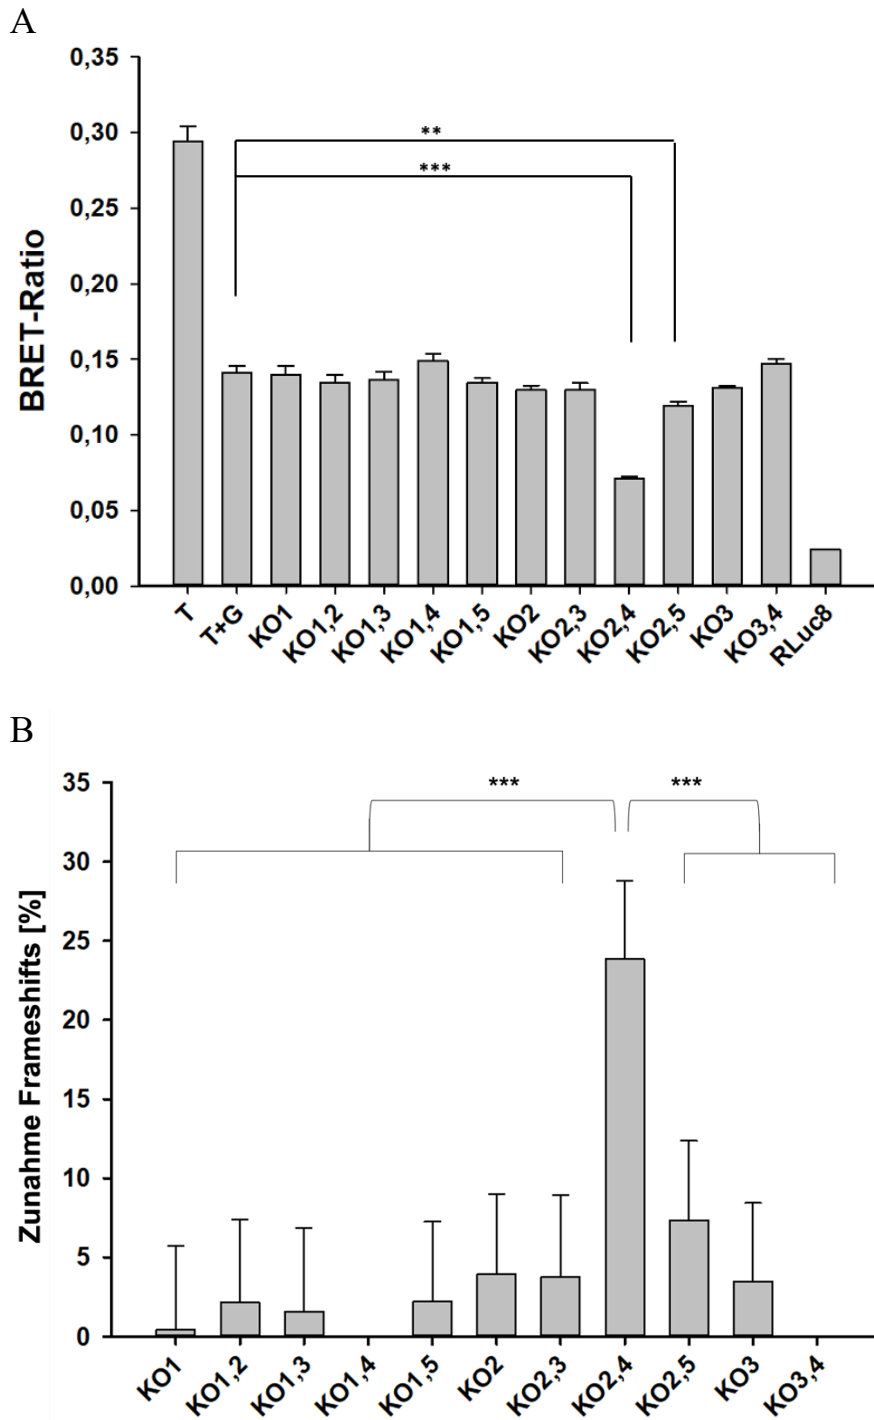 A
0,35
0,30
0,25
0,20
0,15
0,10
0,05
0,00
BRET-Ratio
**
***
T
T+G
KO1
KO1,2
KO1,3
KO1,4
KO1,5
KO2
KO2,3
KO2,4
KO2,5
KO3
KO3,4
RLuc8
B
35
30
25
20
15
10
5
0
Zunahme Frameshifts [%]
***
***
KO1
KO1,2
KO1,3
KO1,4
KO1,5
KO2
KO2,3
KO2,4
KO2,5
KO3
KO3,4